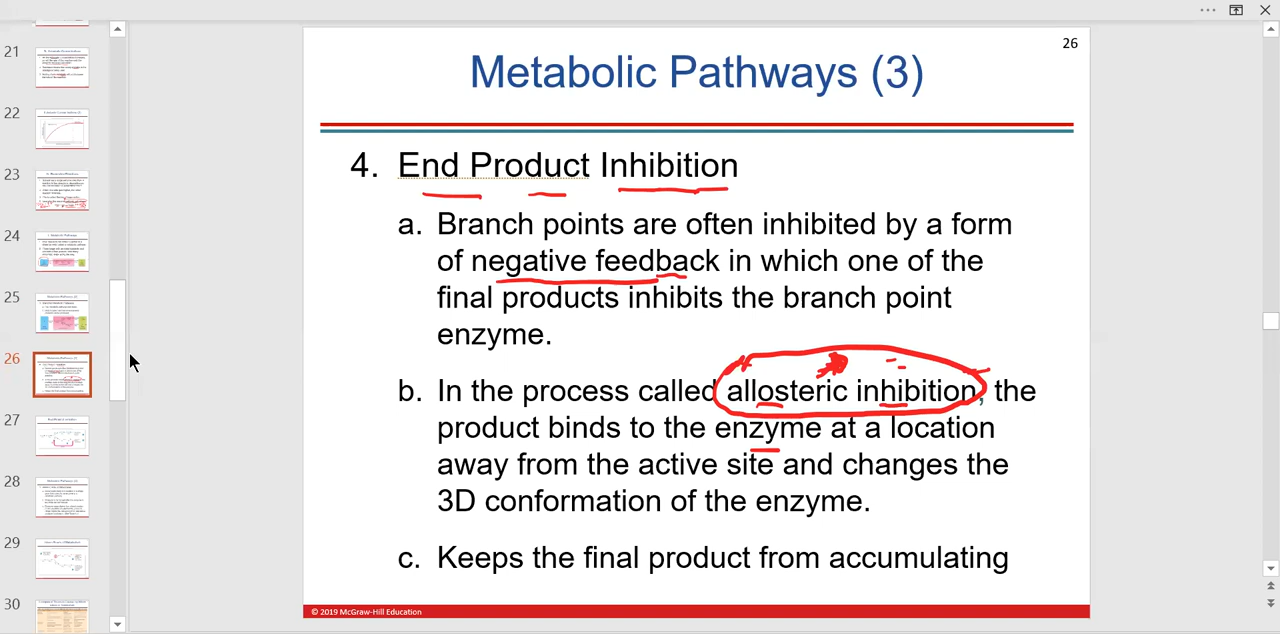 26
Metabolic Pathways (3)
4. End Product Inhibition
a. Branch points are often inhibited by a form
of negative feedback in which one of the
final products inhibits the branch point
enzyme.
b. In the process called allosteric inhibition, the
product binds to the enzyme at a location
away from the active site and changes the
3D conformation of the enzyme.
c. Keeps the final product from accumulating
© 2019 McGraw-Hill Education
21
22
23
24
25
26
27
28
29
30